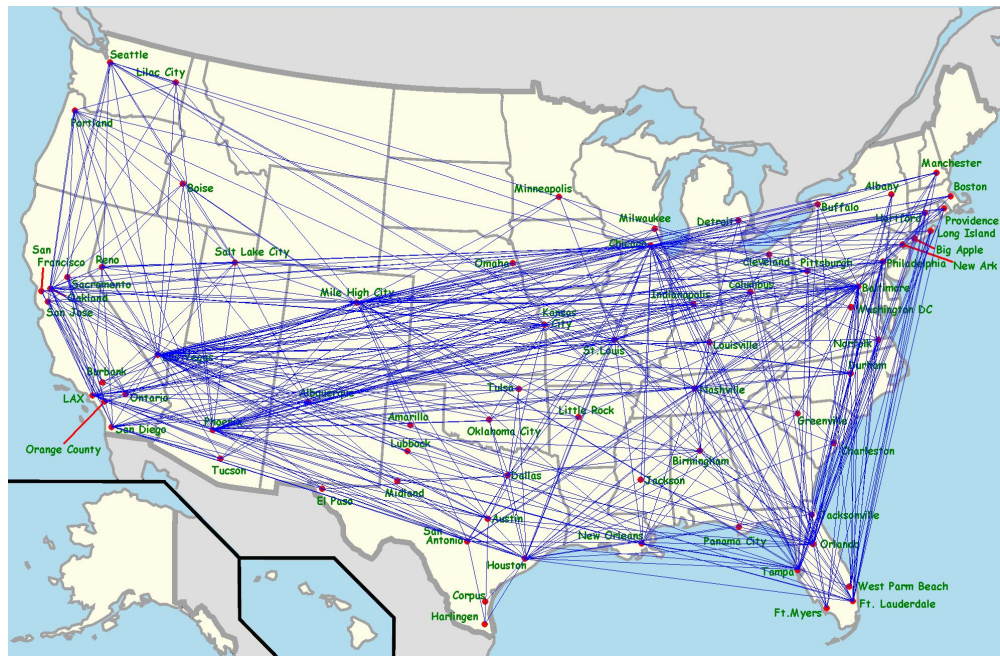 Seattle
Lilac City
Portland
Boise
Minneapolis
Manchester
Albany
Boston
Buffalo
Hartford
Providence
Milwaukee
Detroit
Long Island
Chicago
Big Apple
San
Francisco
Reno
Salt Lake City
Omaha
Cleveland
Pittsburgh
Philadelphia
New Ark
Sacramento
Oakland
San Jose
Mile High City
Columbus
Indianapolis
Baltimore
Washington DC
Kansas
City
St.Louis
Louisville
Norfolk
Vegas
Durham
Burbank
LAX
Ontario
Albuquerque
Tulsa
Nashville
Orange County
San Diego
Phoenix
Amarilla
Oklahoma City
Little Rock
Greenville
Lubbock
Birmingham
Charleston
Tucson
Midland
Dallas
Jackson
El Paso
Austin
Jacksonville
San
Antonio
New Orleans
Panama City
Orlando
Houston
Tampa
West Parm Beach
Corpus
Ft. Lauderdale
Harlingen
Ft.Myers